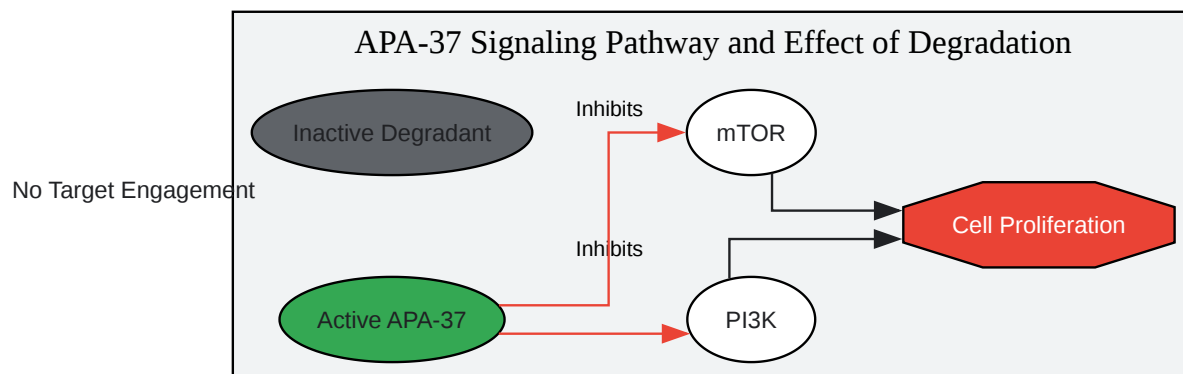 APA-37 Signaling Pathway and Effect of Degradation
Inhibits
Inactive Degradant
mTOR
No Target Engagement
Cell Proliferation
Inhibits
Active APA-37
PI3K